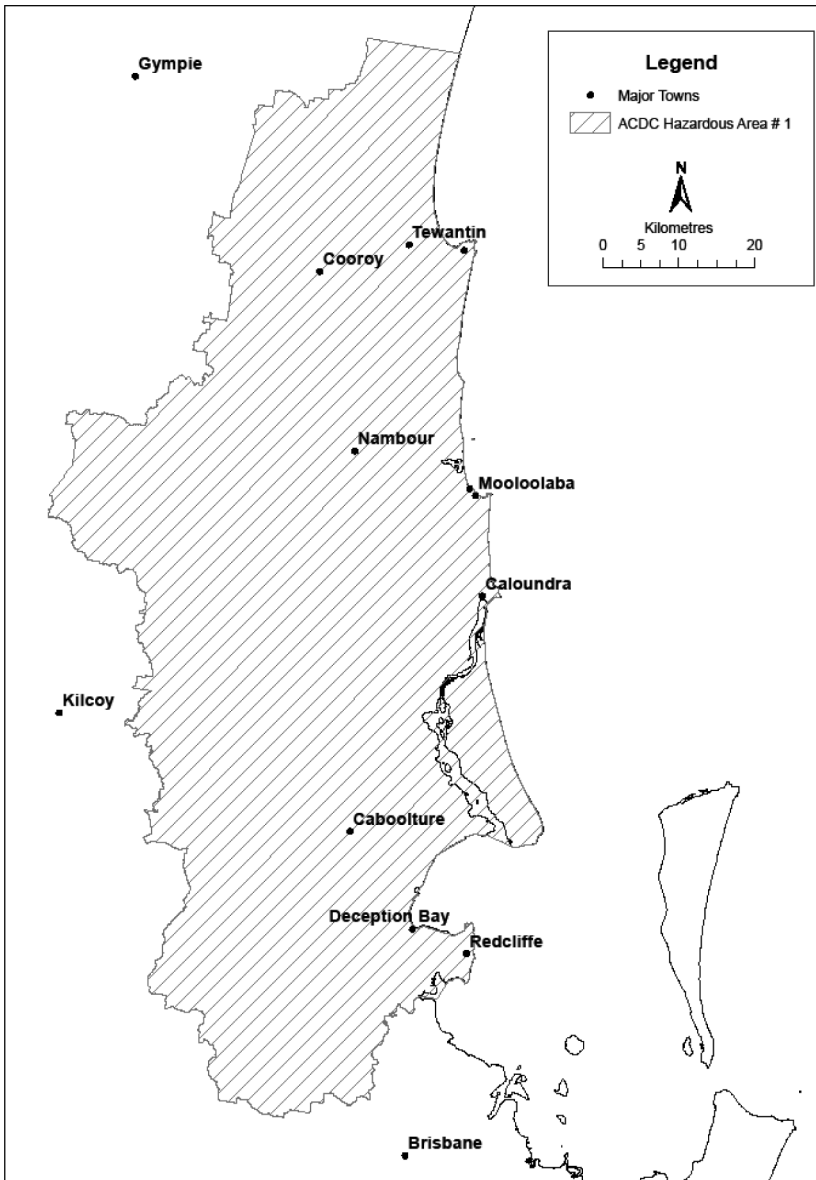 Gympie
Legend
Major Towns
ACDC Hazardous Area # 1
N
Kilometres
0 5 10 20
Tewantin
Cooroy
Nambour
Mooloolaba
Caloundra
Kilcoy
Caboolture
Deception Bay
Redcliffe
Brisbane